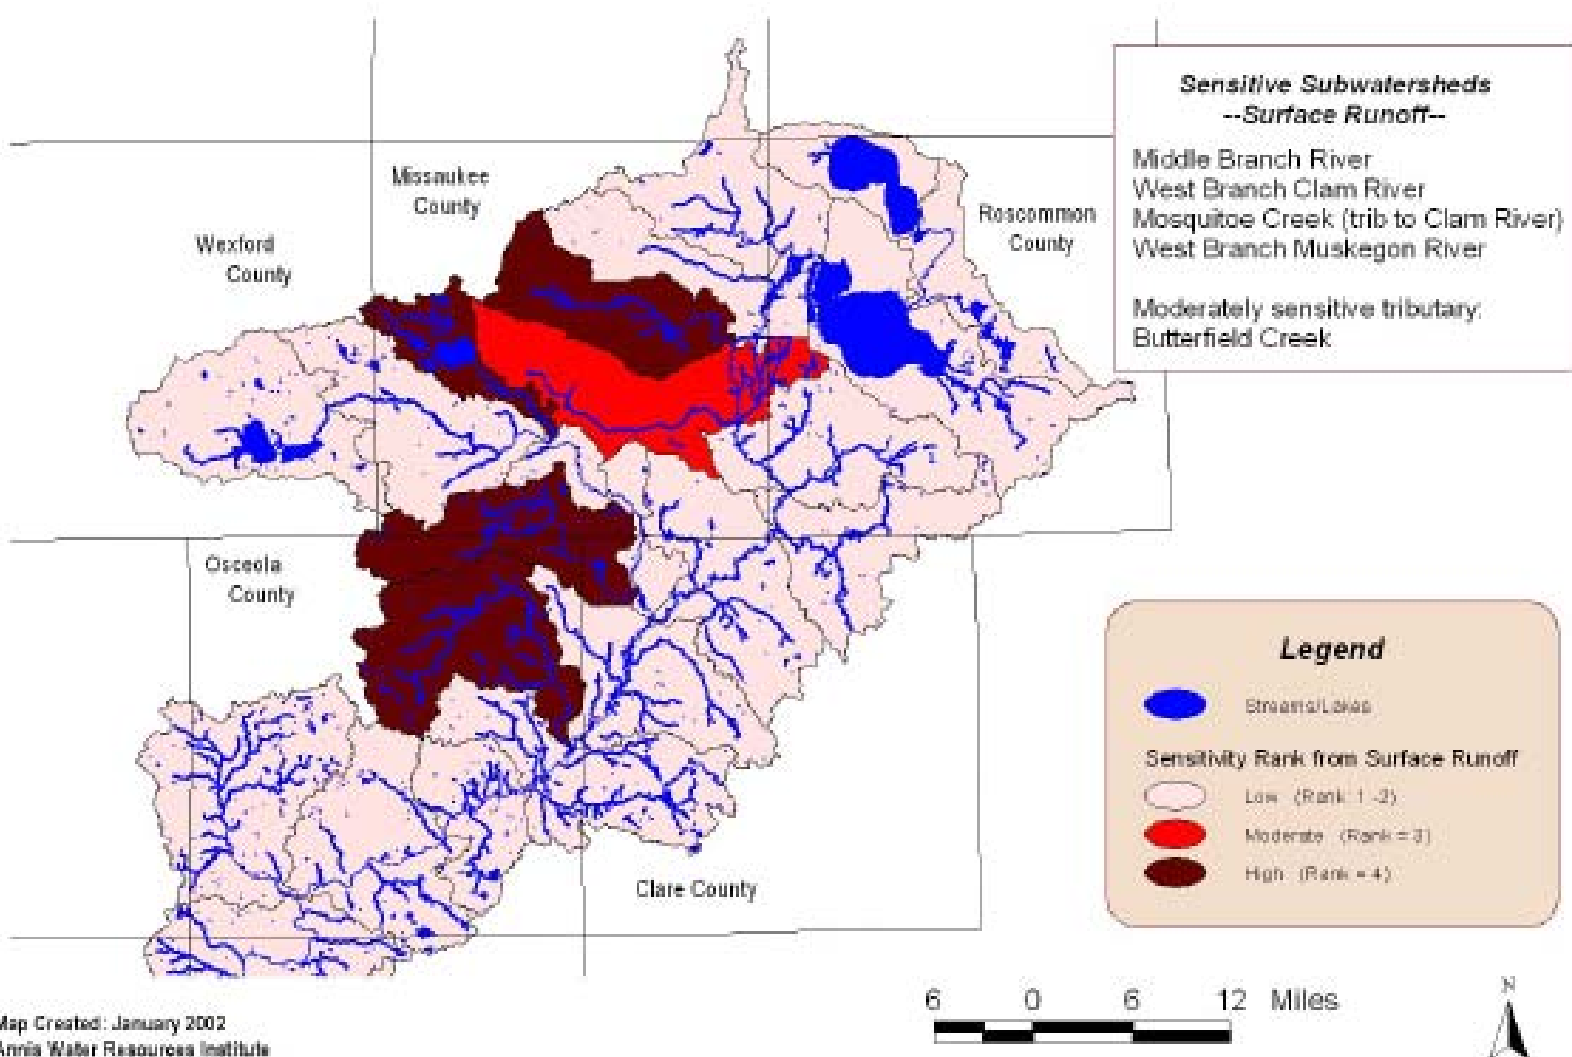 Sensitive Subwatersheds
--Surface Runoff--
Middle Branch River
West Branch Clam River
Mosquitoe Creek (trib to Clam River)
West Branch Muskegon River
Moderately sensitive tributary:
Butterfield Creek
Missaukee
County
Roscommon
County
Wexford
County
Osceola
County
Clare County
Legend
Streams/Lakes
Sensitivity Rank from Surface Runoff
Low (Rank 1 -2)
Moderate (Rank = 3)
High (Rank = 4)
6 0 6 12 Miles
N
Map Created: January 2002
Annis Water Resources Institute